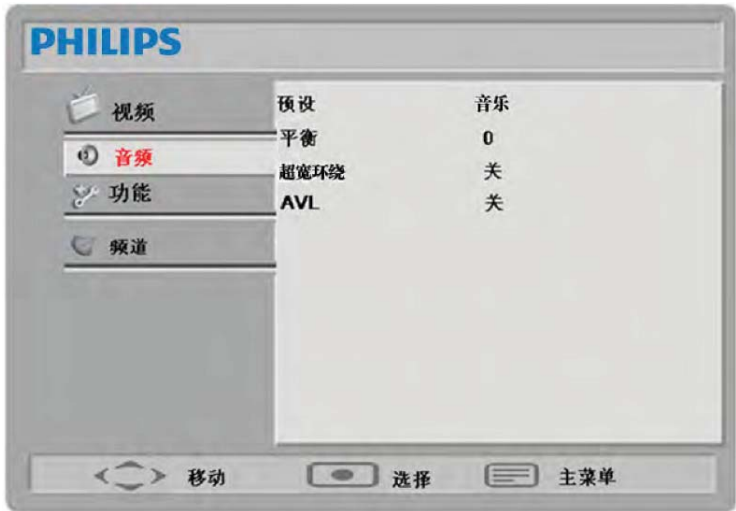 PHILIPS
视频
音频
功能
频道
预设 音乐
平衡 0
超宽环绕 关
AVL 关
移动 选择 主菜单